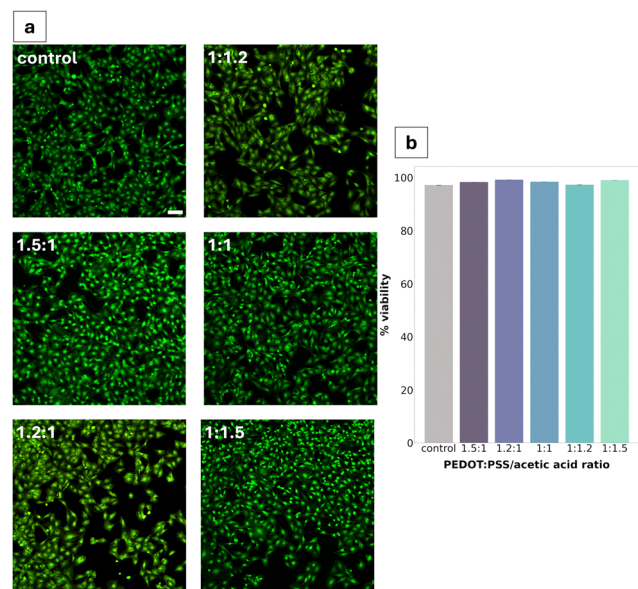 a
control
1:1.2
1.5:1
1:1
1.2:1
1:1.5
b
100
80
60
40
20
0
% viability
control 1.5:1 1.2:1 1:1 1:1.2 1:1.5
PEDOT:PSS/acetic acid ratio